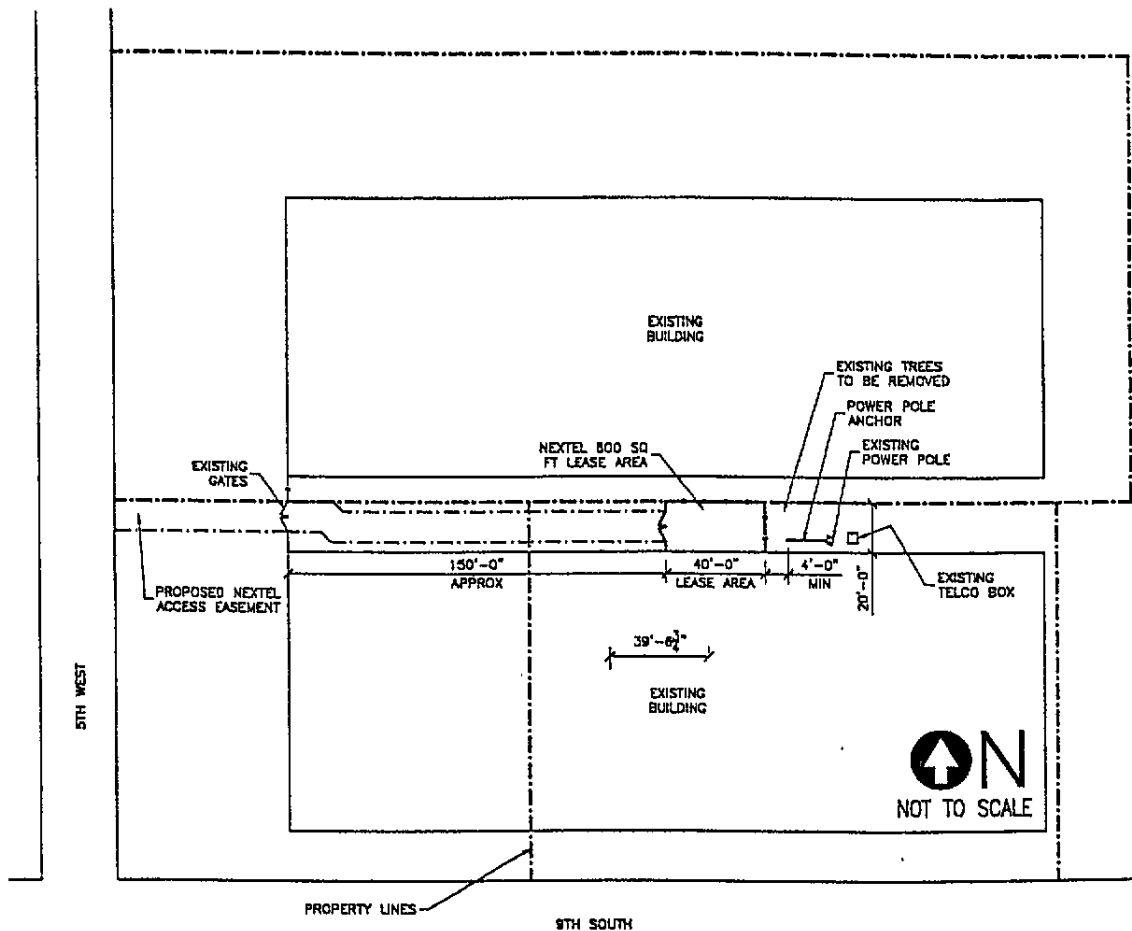 EXISTING
BUILDING
EXISTING TREES
TO BE REMOVED
POWER POLE
ANCHOR
EXISTING
POWER POLE
NEXTEL 800 SQ
FT LEASE AREA
EXISTING
GATES
150'-0"
APPROX
40'-0"
LEASE AREA
4'-0"
MIN
20'-0"
EXISTING
TELCO BOX
PROPOSED NEXTEL
ACCESS EASEMENT
39'-6 3/4"
EXISTING
BUILDING
5TH WEST
N
NOT TO SCALE
PROPERTY LINES
9TH SOUTH